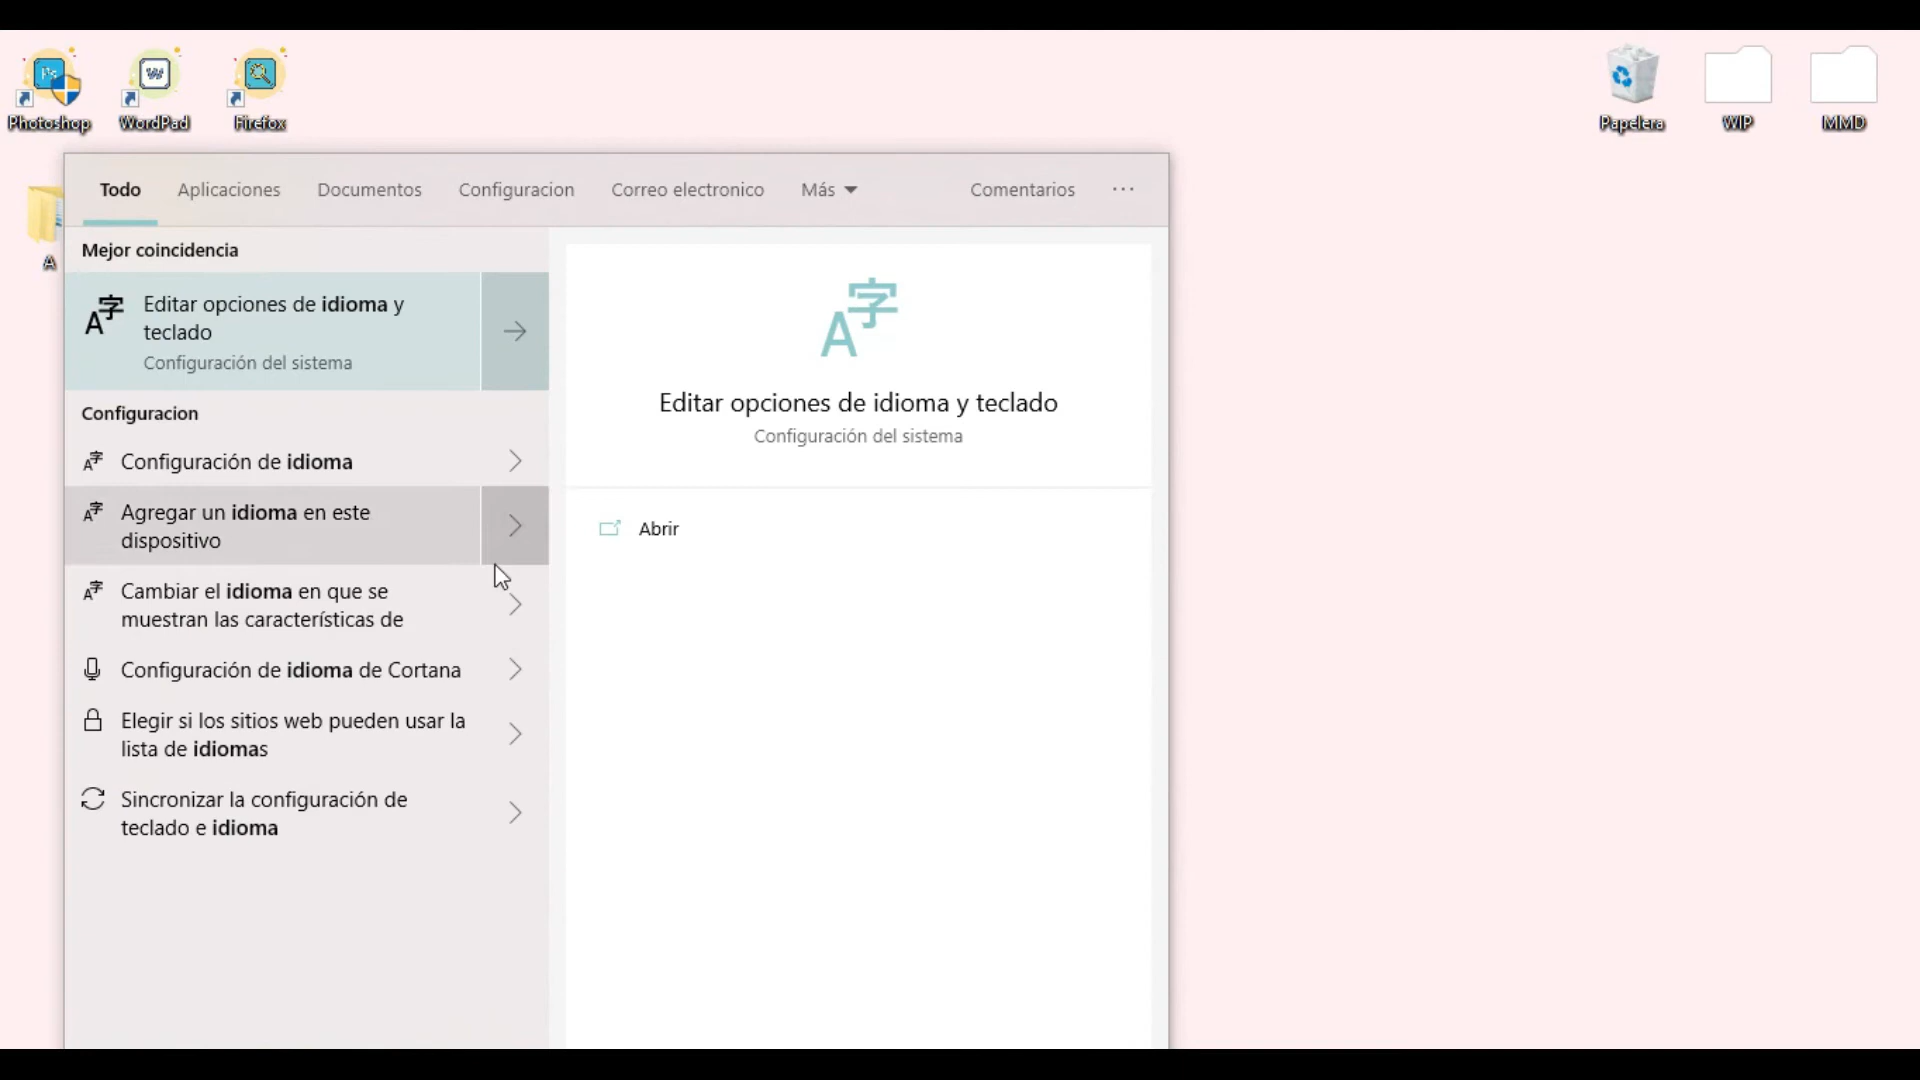 Photoshop
WordPad
Firefox
Papelera
WIP
MMD
A
Todo
Aplicaciones
Documentos
Configuracion
Correo electronico
Más
Comentarios
Mejor coincidencia
Editar opciones de idioma y
teclado
Configuración del sistema
Configuracion
Configuración de idioma
Agregar un idioma en este
dispositivo
Cambiar el idioma en que se
muestran las características de
Configuración de idioma de Cortana
Elegir si los sitios web pueden usar la
lista de idiomas
Sincronizar la configuración de
teclado e idioma
A字
Editar opciones de idioma y teclado
Configuración del sistema
Abrir